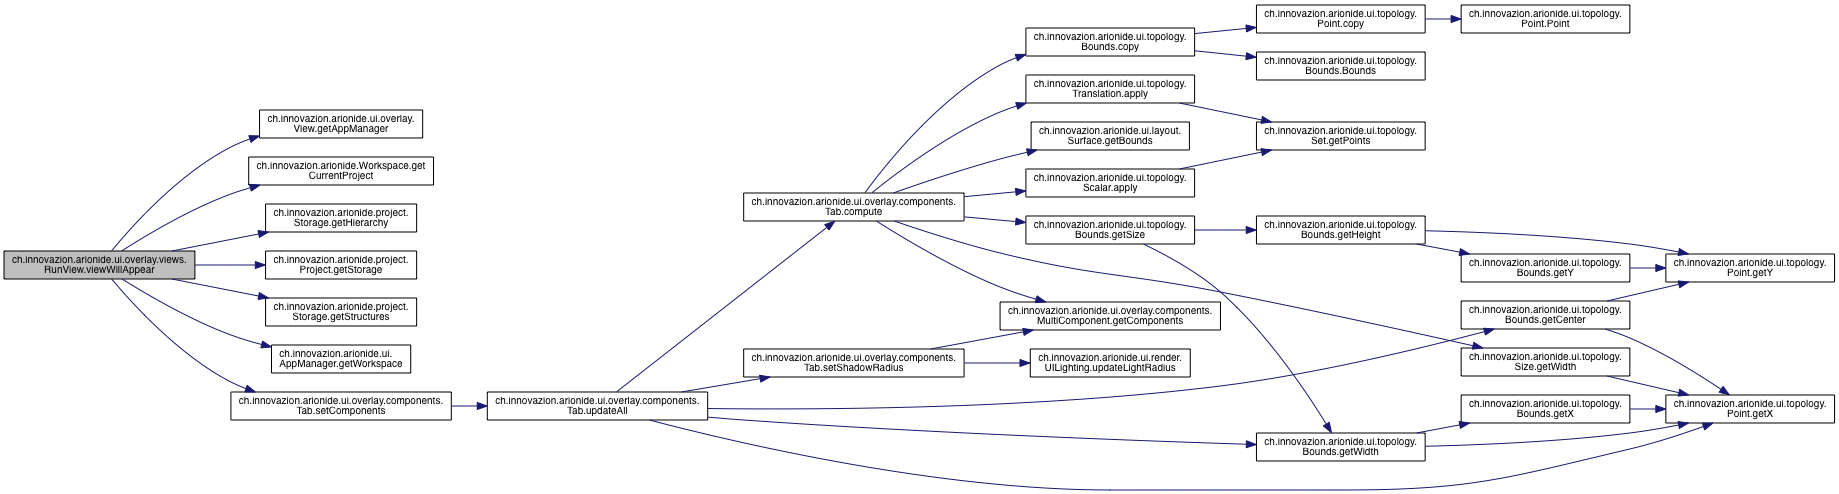 ch.innovazion.arionide.ui.overlay.views.
RunView.viewWillAppear
ch.innovazion.arionide.ui.overlay.
View.getAppManager
ch.innovazion.arionide.Workspace.get
CurrentProject
ch.innovazion.arionide.project.
Storage.getHierarchy
ch.innovazion.arionide.project.
Project.getStorage
ch.innovazion.arionide.project.
Storage.getStructures
ch.innovazion.arionide.ui.
AppManager.getWorkspace
ch.innovazion.arionide.ui.overlay.components.
Tab.setComponents
ch.innovazion.arionide.ui.overlay.components.
Tab.updateAll
ch.innovazion.arionide.ui.overlay.components.
Tab.compute
ch.innovazion.arionide.ui.overlay.components.
Tab.setShadowRadius
ch.innovazion.arionide.ui.topology.
Bounds.copy
ch.innovazion.arionide.ui.topology.
Translation.apply
ch.innovazion.arionide.ui.layout.
Surface.getBounds
ch.innovazion.arionide.ui.topology.
Scalar.apply
ch.innovazion.arionide.ui.topology.
Bounds.getSize
ch.innovazion.arionide.ui.overlay.components.
MultiComponent.getComponents
ch.innovazion.arionide.ui.render.
UILighting.updateLightRadius
ch.innovazion.arionide.ui.topology.
Point.copy
ch.innovazion.arionide.ui.topology.
Bounds.Bounds
ch.innovazion.arionide.ui.topology.
Set.getPoints
ch.innovazion.arionide.ui.topology.
Bounds.getHeight
ch.innovazion.arionide.ui.topology.
Bounds.getWidth
ch.innovazion.arionide.ui.topology.
Point.Point
ch.innovazion.arionide.ui.topology.
Bounds.getY
ch.innovazion.arionide.ui.topology.
Bounds.getCenter
ch.innovazion.arionide.ui.topology.
Size.getWidth
ch.innovazion.arionide.ui.topology.
Bounds.getX
ch.innovazion.arionide.ui.topology.
Point.getY
ch.innovazion.arionide.ui.topology.
Point.getX